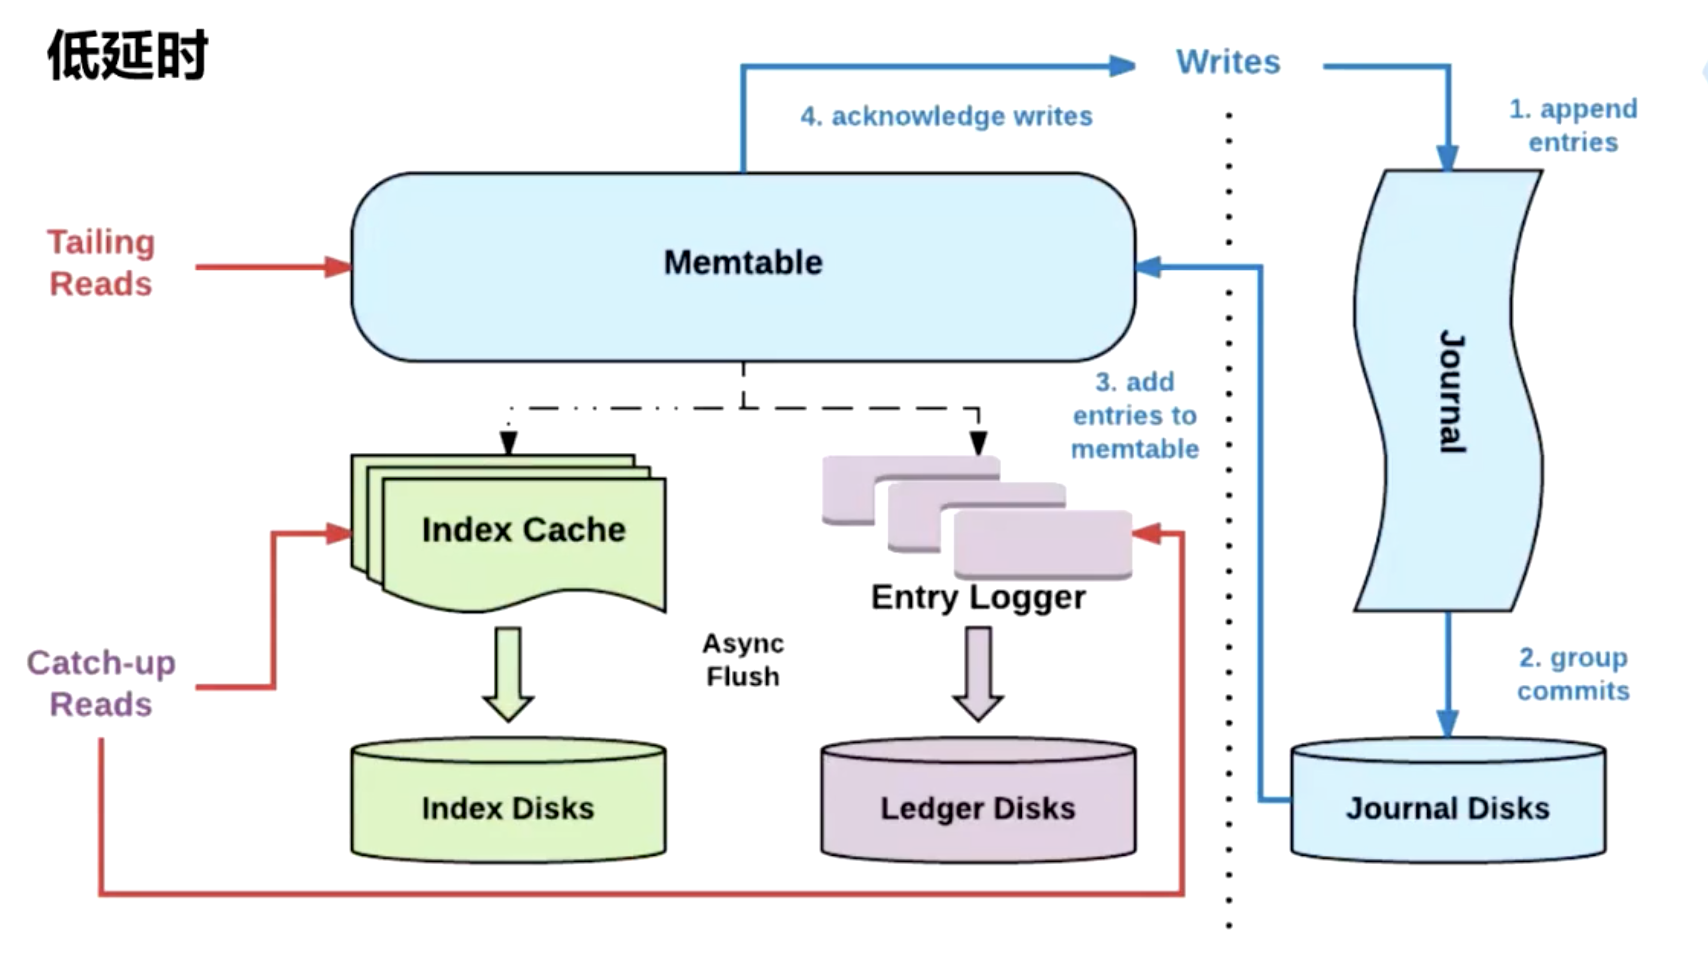 低延时
Writes
4. acknowledge writes
1. append
entries
Tailing
Reads
Memtable
Journal
3. add
entries to
memtable
Index Cache
Entry Logger
Async
Flush
Catch-up
Reads
2. group
commits
Index Disks
Ledger Disks
Journal Disks